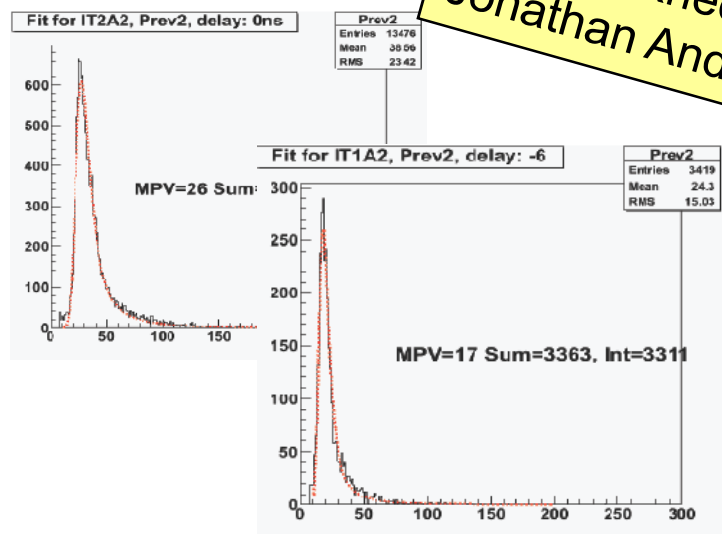 Jonathan
Fit for IT2A2, Prev2, delay: 0ns
Prev2
Entries 13476
Mean 38.56
RMS 23.42
600
500
400
300
200
100
0
0 50 100 150
MPV=26 Sum=
Fit for IT1A2, Prev2, delay: -6
Prev2
Entries 3419
Mean 24.3
RMS 15.03
300
250
200
150
100
50
0
0 50 100 150 200 250 300
MPV=17 Sum=3363, Int=3311